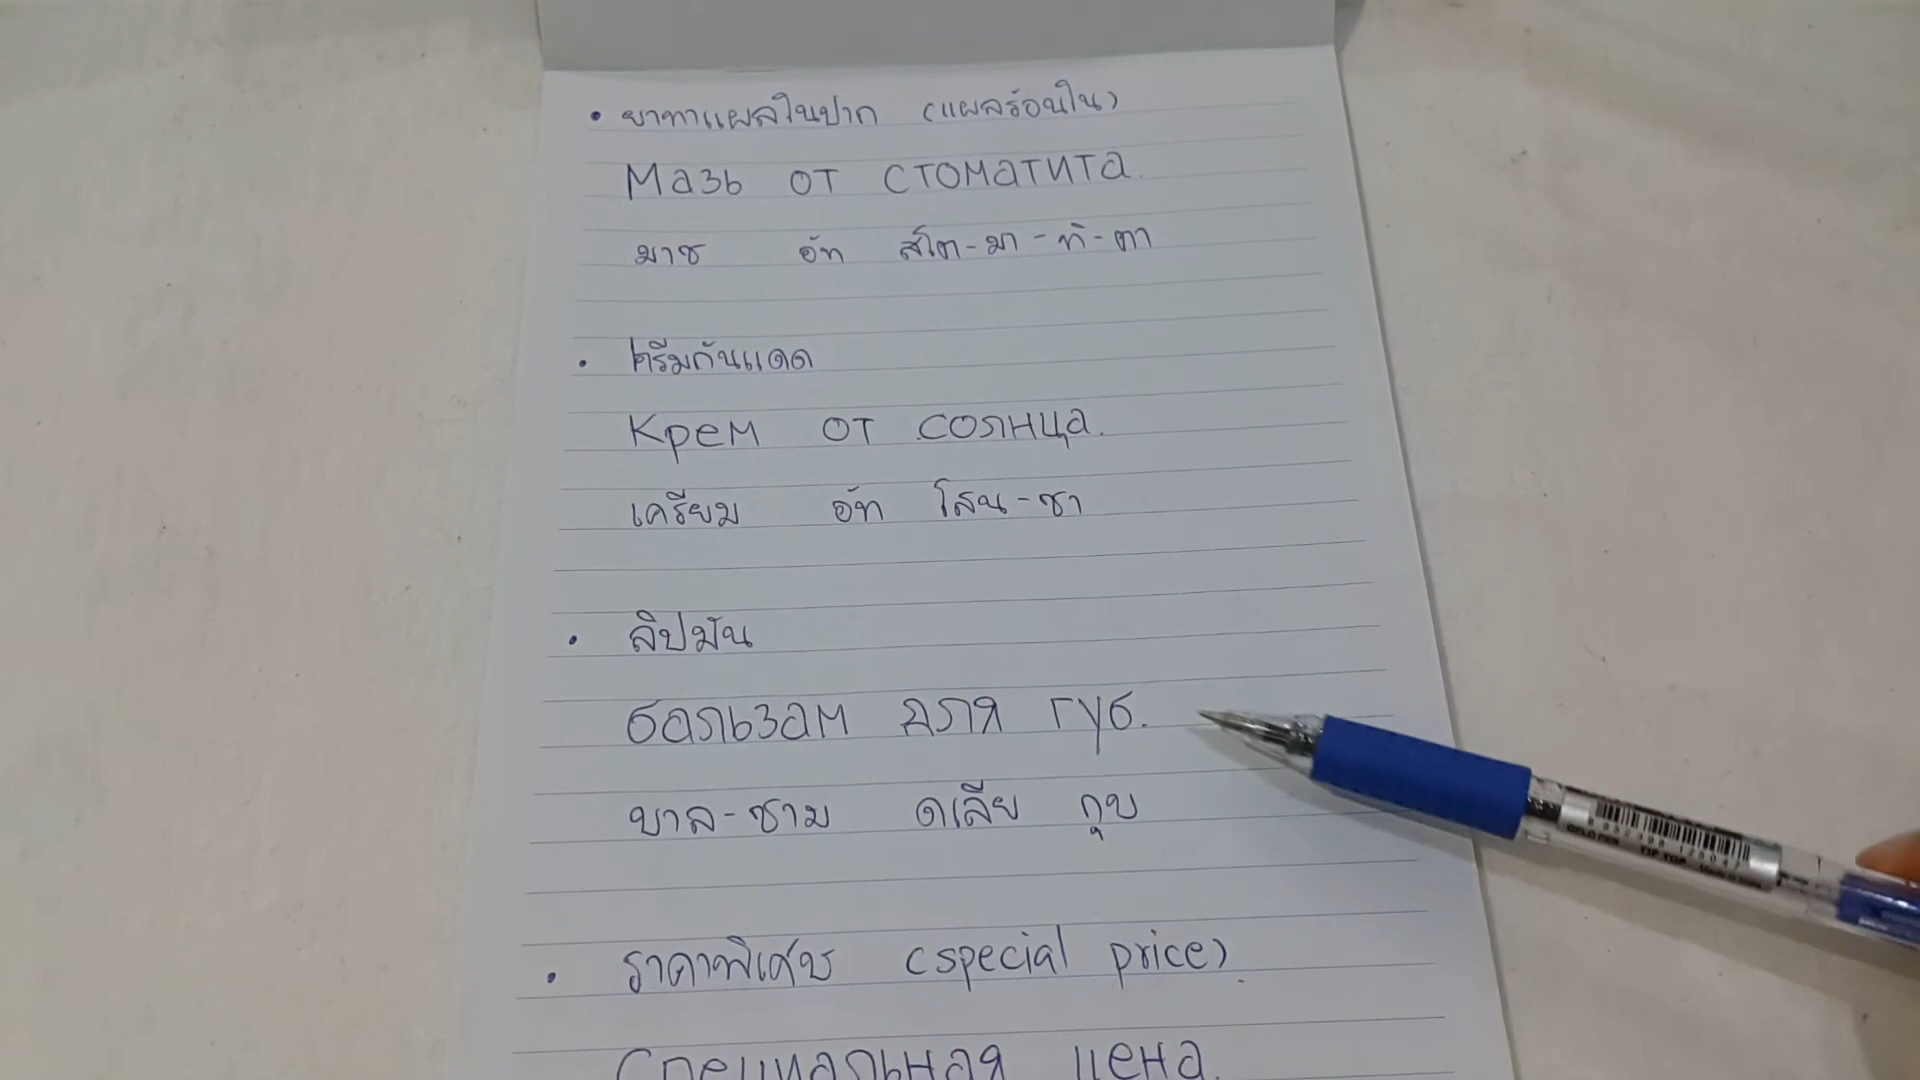 • ยาทาแผลในปาก (แผลร้อนใน)
Мазь от стоматита.
มาซ อัท สโต-มา-ทิ-ตา
• ครีมกันแดด
Крем от солнца.
เครียม อัท โสน-ซา
• ลิปมัน
бальзам для губ.
บาล-ซาม ดเลีย กุบ
• ราคาพิเศษ (special price).
Специальная цена.